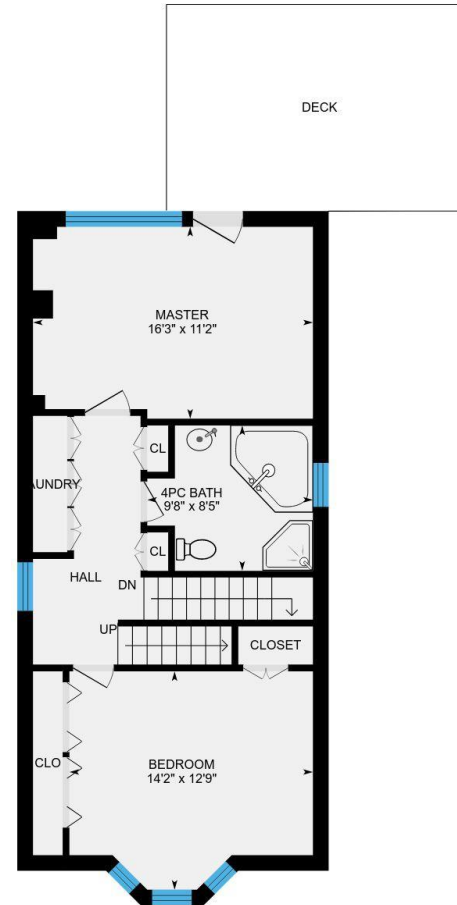 DECK
MASTER
16'3" x 11'2"
CL
AUNDRY
4PC BATH
9'8" x 8'5"
CL
HALL
DN
UP
CLOSET
CLO
BEDROOM
14'2" x 12'9"